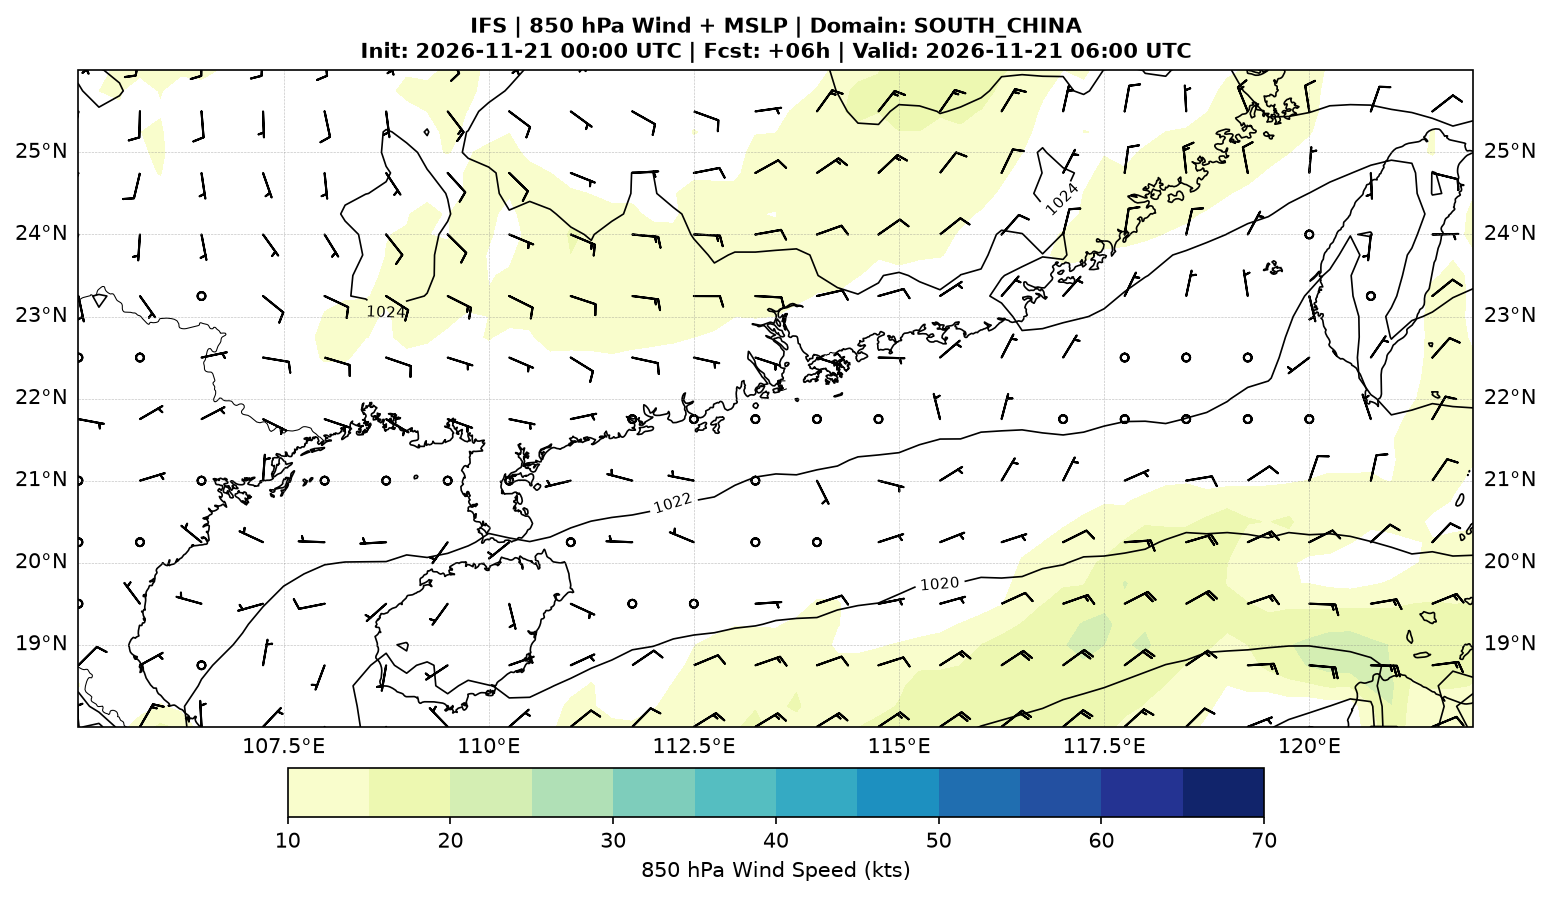 IFS | 850 hPa Wind + MSLP | Domain: SOUTH_CHINA
Init: 2026-11-21 00:00 UTC | Fcst: +06h | Valid: 2026-11-21 06:00 UTC
25°N 25°N
1024
24°N 24°N
1024
23°N 23°N
22°N 22°N
21°N 21°N
1022
20°N 20°N
1020
19°N 19°N
107.5°E 110°E 112.5°E 115°E 117.5°E 120°E
10 20 30 40 50 60 70
850 hPa Wind Speed (kts)